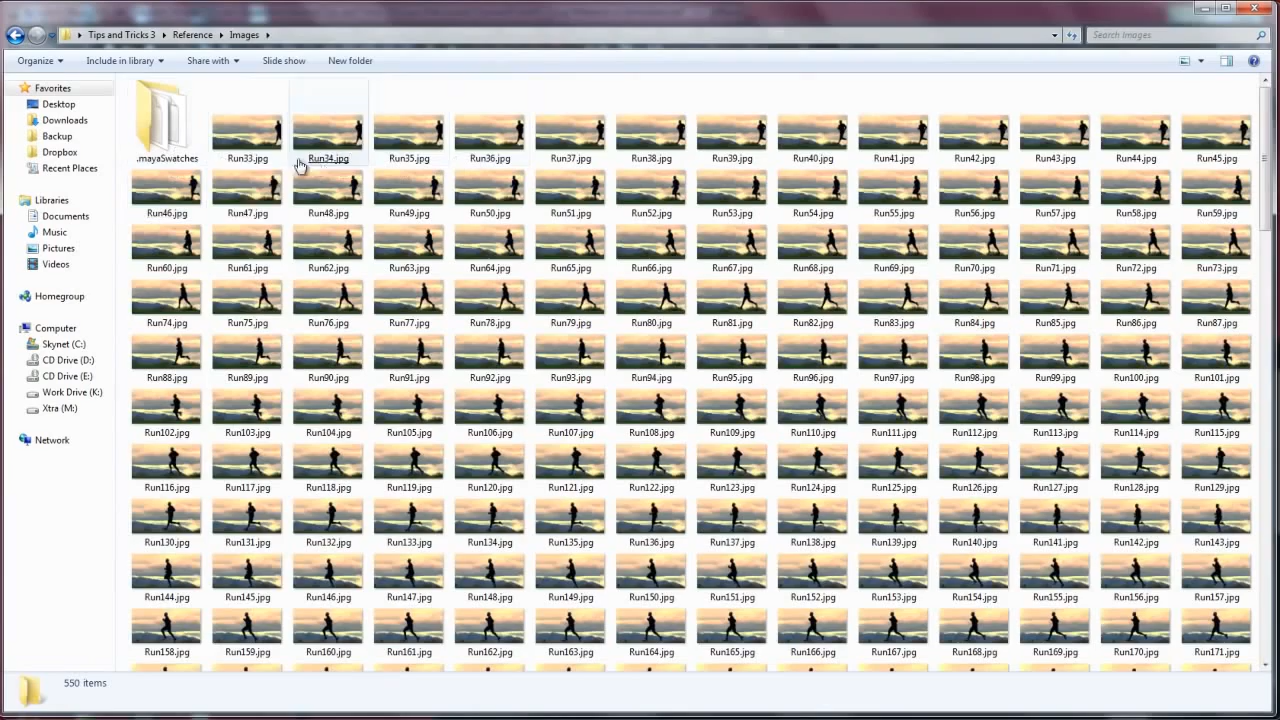 Tips and Tricks 3 Reference Images
Search Images
Organize Include in library Share with Slide show New folder
Favorites
Desktop
Downloads
Backup
Dropbox
Recent Places
Libraries
Documents
Music
Pictures
Videos
Homegroup
Computer
Skynet (C:)
CD Drive (D:)
CD Drive (E:)
Work Drive (K:)
Xtra (M:)
Network
.mayaSwatches Run33.jpg Run34.jpg Run35.jpg Run36.jpg Run37.jpg Run38.jpg Run39.jpg Run40.jpg Run41.jpg Run42.jpg Run43.jpg Run44.jpg Run45.jpg
Run46.jpg Run47.jpg Run48.jpg Run49.jpg Run50.jpg Run51.jpg Run52.jpg Run53.jpg Run54.jpg Run55.jpg Run56.jpg Run57.jpg Run58.jpg Run59.jpg
Run60.jpg Run61.jpg Run62.jpg Run63.jpg Run64.jpg Run65.jpg Run66.jpg Run67.jpg Run68.jpg Run69.jpg Run70.jpg Run71.jpg Run72.jpg Run73.jpg
Run74.jpg Run75.jpg Run76.jpg Run77.jpg Run78.jpg Run79.jpg Run80.jpg Run81.jpg Run82.jpg Run83.jpg Run84.jpg Run85.jpg Run86.jpg Run87.jpg
Run88.jpg Run89.jpg Run90.jpg Run91.jpg Run92.jpg Run93.jpg Run94.jpg Run95.jpg Run96.jpg Run97.jpg Run98.jpg Run99.jpg Run100.jpg Run101.jpg
Run102.jpg Run103.jpg Run104.jpg Run105.jpg Run106.jpg Run107.jpg Run108.jpg Run109.jpg Run110.jpg Run111.jpg Run112.jpg Run113.jpg Run114.jpg Run115.jpg
Run116.jpg Run117.jpg Run118.jpg Run119.jpg Run120.jpg Run121.jpg Run122.jpg Run123.jpg Run124.jpg Run125.jpg Run126.jpg Run127.jpg Run128.jpg Run129.jpg
Run130.jpg Run131.jpg Run132.jpg Run133.jpg Run134.jpg Run135.jpg Run136.jpg Run137.jpg Run138.jpg Run139.jpg Run140.jpg Run141.jpg Run142.jpg Run143.jpg
Run144.jpg Run145.jpg Run146.jpg Run147.jpg Run148.jpg Run149.jpg Run150.jpg Run151.jpg Run152.jpg Run153.jpg Run154.jpg Run155.jpg Run156.jpg Run157.jpg
Run158.jpg Run159.jpg Run160.jpg Run161.jpg Run162.jpg Run163.jpg Run164.jpg Run165.jpg Run166.jpg Run167.jpg Run168.jpg Run169.jpg Run170.jpg Run171.jpg
550 items